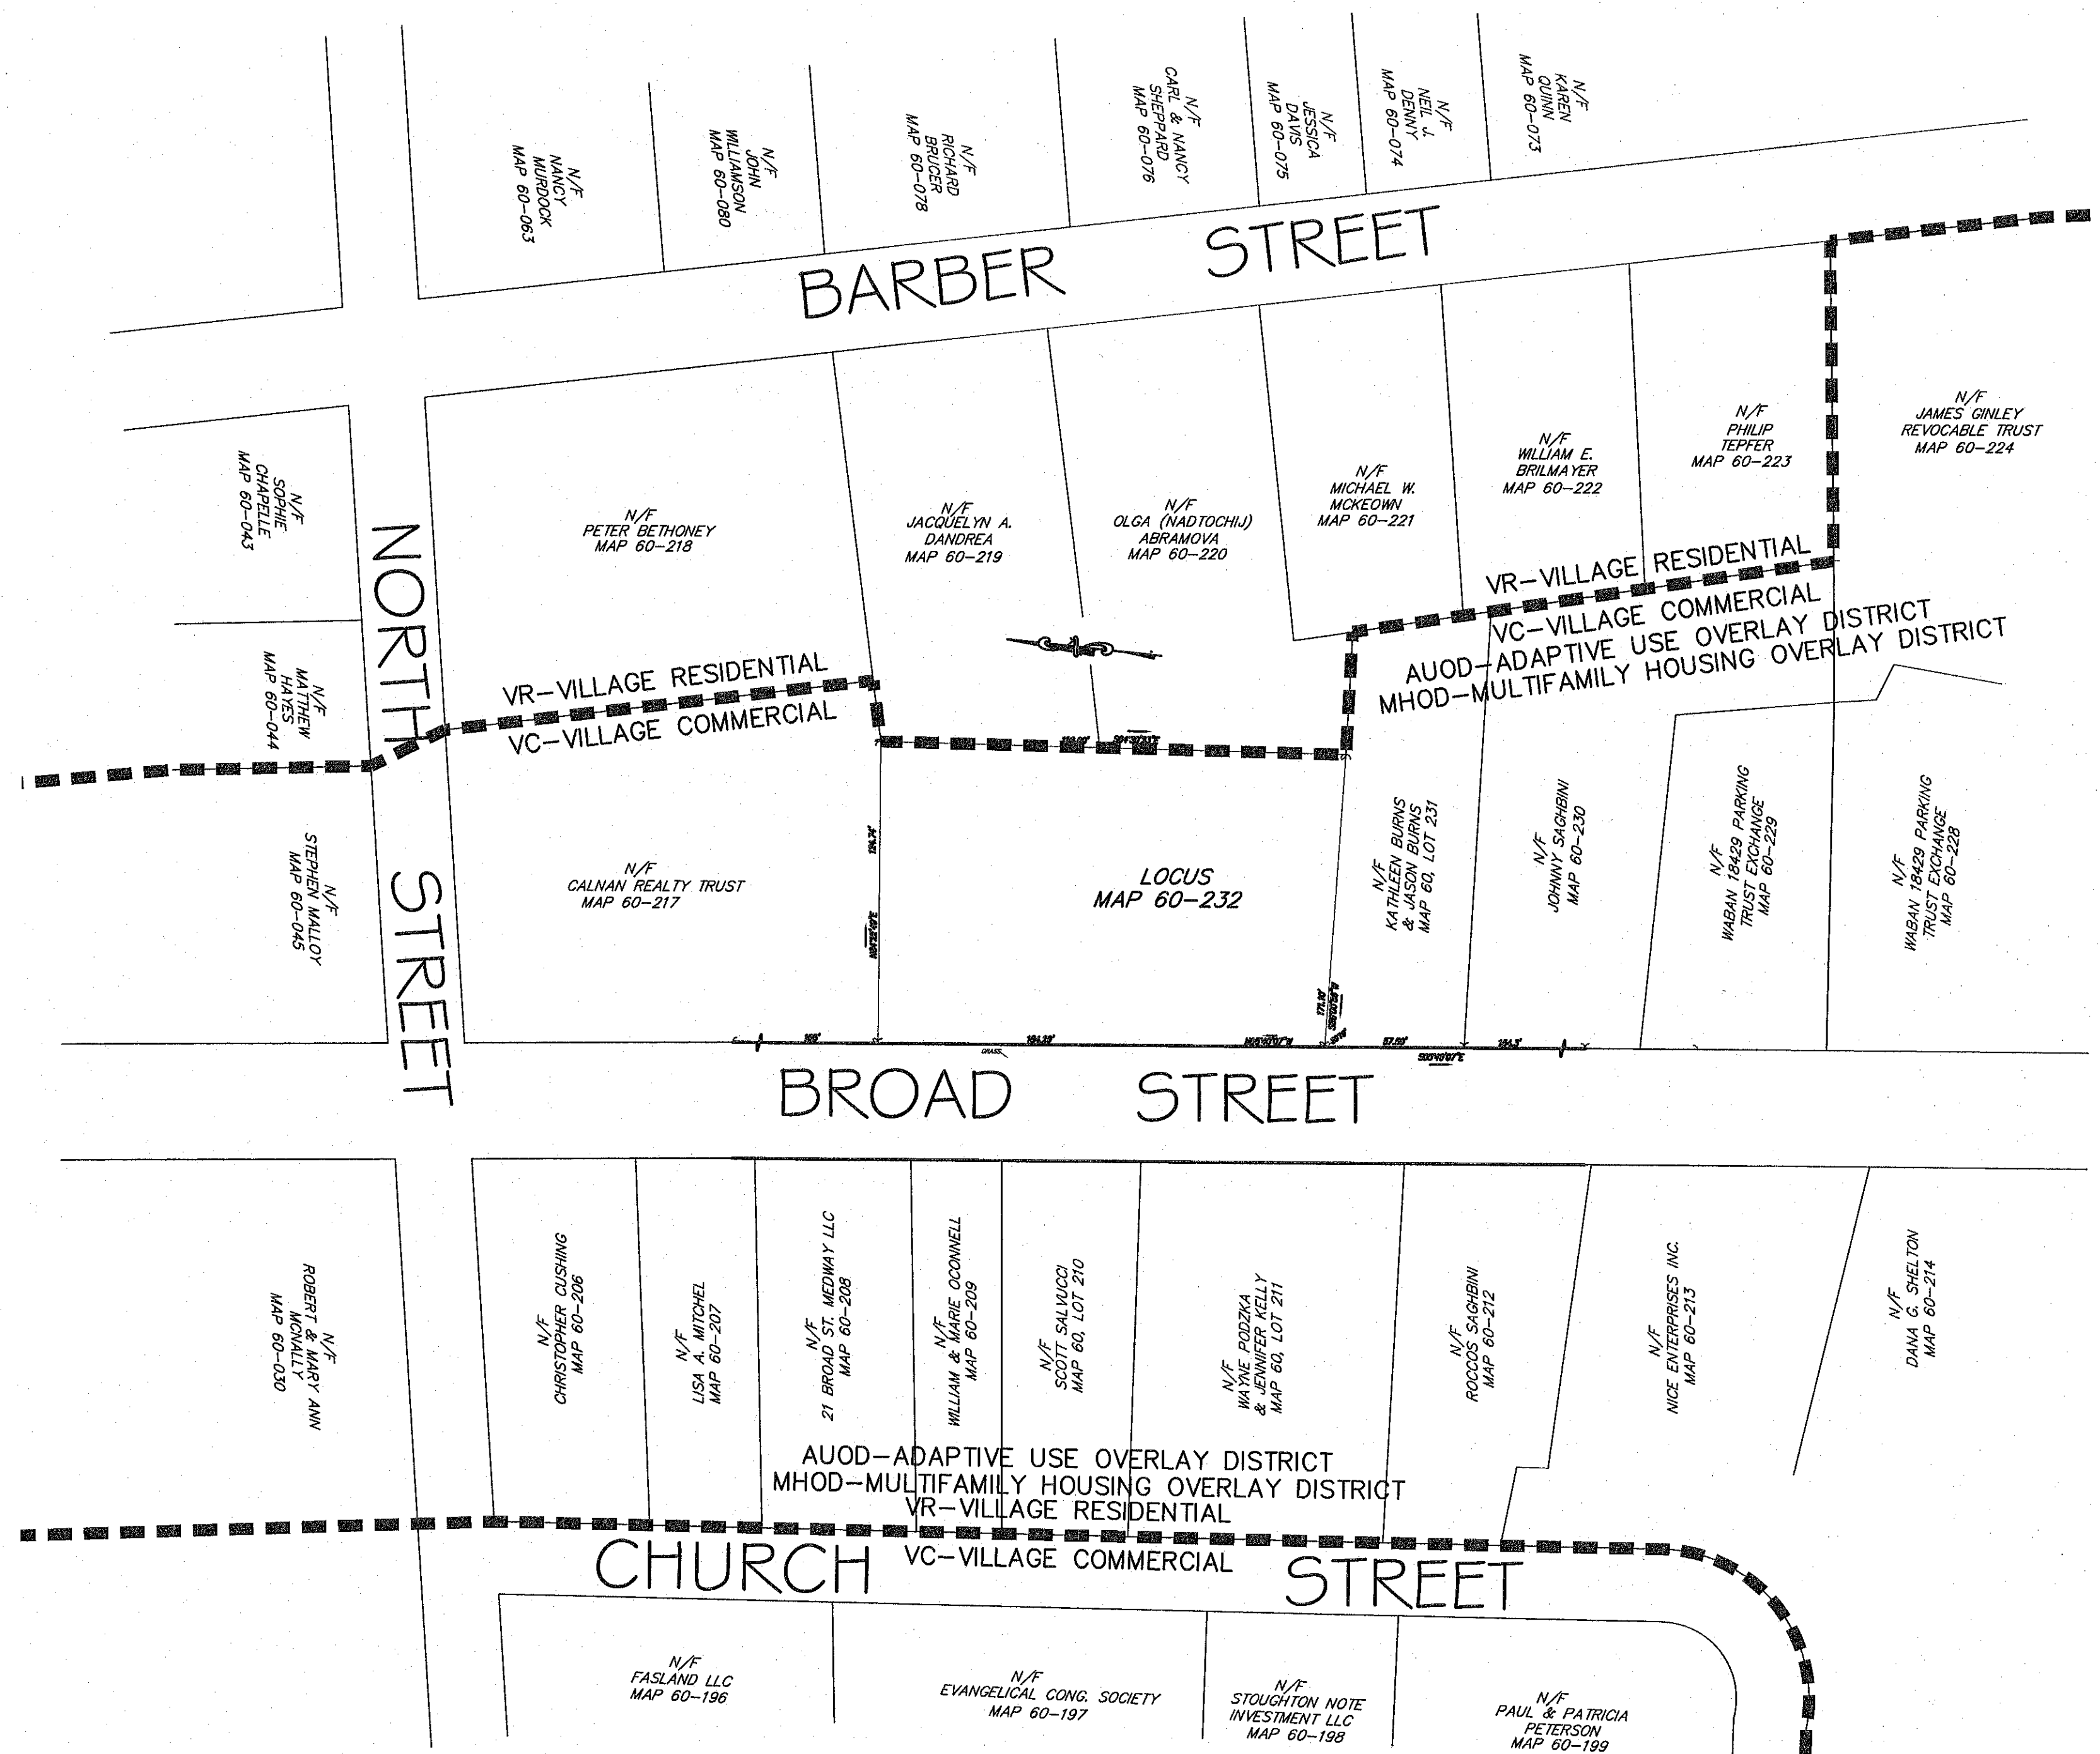 N/F
NANCY
MURDOCK
MAP 60-063
N/F
JOHN
WILLIAMSON
MAP 60-080
N/F
RICHARD
BRUCER
MAP 60-078
N/F
CARL & NANCY
SHEPPARD
MAP 60-076
N/F
JESSICA
DAVIS
MAP 60-075
N/F
NEIL J.
DENNY
MAP 60-074
N/F
KAREN
QUINN
MAP 60-073
BARBER STREET
N/F
SOPHIE
CHAPELLE
MAP 60-043
N/F
MATTHEW
HAYES
MAP 60-044
N/F
STEPHEN MALLOY
MAP 60-045
NORTH STREET
N/F
PETER BETHONEY
MAP 60-218
N/F
JACQUELYN A.
DANDREA
MAP 60-219
N/F
OLGA (NADTOCHIJ)
ABRAMOVA
MAP 60-220
N/F
MICHAEL W.
MCKEOWN
MAP 60-221
N/F
WILLIAM E.
BRILMAYER
MAP 60-222
N/F
PHILIP
TEPFER
MAP 60-223
N/F
JAMES GINLEY
REVOCABLE TRUST
MAP 60-224
VR-VILLAGE RESIDENTIAL
VC-VILLAGE COMMERCIAL
VR-VILLAGE RESIDENTIAL
VC-VILLAGE COMMERCIAL
AUOD-ADAPTIVE USE OVERLAY DISTRICT
MHOD-MULTIFAMILY HOUSING OVERLAY DISTRICT
N/F
CALNAN REALTY TRUST
MAP 60-217
LOCUS
MAP 60-232
N/F
KATHLEEN BURNS
& JASON BURNS
MAP 60, LOT 231
N/F
JOHNNY SAGHBINI
MAP 60-230
N/F
WABAN 18429 PARKING
TRUST EXCHANGE
MAP 60-229
N/F
WABAN 18429 PARKING
TRUST EXCHANGE
MAP 60-228
171.10'
57.50'
S05°40'07"E
GRASS
BROAD STREET
N/F
ROBERT & MARY ANN
MCNALLY
MAP 60-030
N/F
CHRISTOPHER CUSHING
MAP 60-206
N/F
LISA A. MITCHEL
MAP 60-207
N/F
21 BROAD ST. MEDWAY LLC
MAP 60-208
N/F
WILLIAM & MARIE OCONNELL
MAP 60-209
N/F
SCOTT SALVUCCI
MAP 60, LOT 210
N/F
WAYNE PODZKA
& JENNIFER KELLY
MAP 60, LOT 211
N/F
ROCCOS SAGHBINI
MAP 60-212
N/F
NICE ENTERPRISES INC.
MAP 60-213
N/F
DANA G. SHELTON
MAP 60-214
AUOD-ADAPTIVE USE OVERLAY DISTRICT
MHOD-MULTIFAMILY HOUSING OVERLAY DISTRICT
VR-VILLAGE RESIDENTIAL
VC-VILLAGE COMMERCIAL
CHURCH STREET
N/F
FASLAND LLC
MAP 60-196
N/F
EVANGELICAL CONG. SOCIETY
MAP 60-197
N/F
STOUGHTON NOTE
INVESTMENT LLC
MAP 60-198
N/F
PAUL & PATRICIA
PETERSON
MAP 60-199